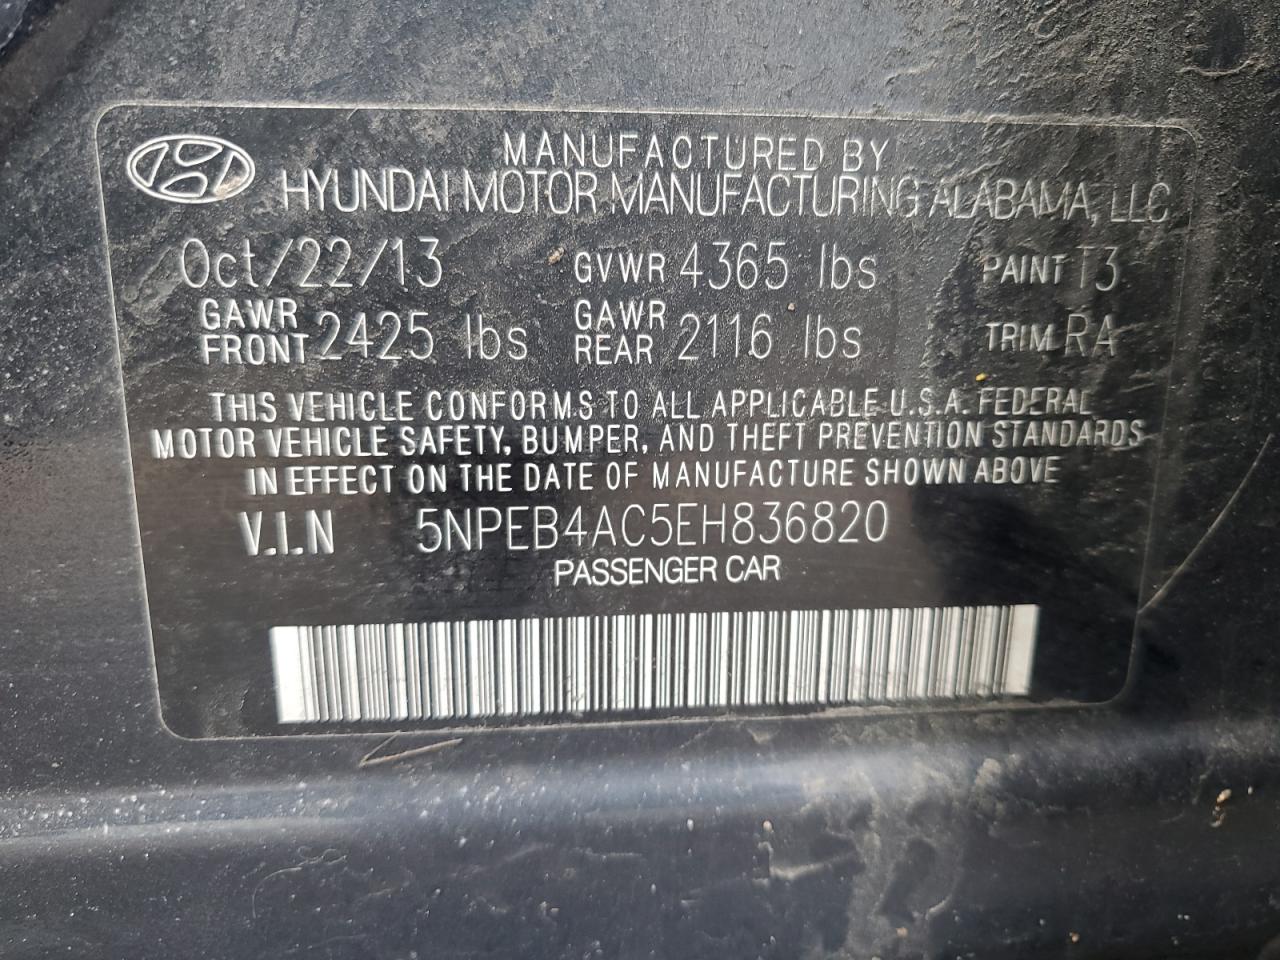 MANUFACTURED BY
HYUNDAI MOTOR MANUFACTURING ALABAMA, LLC
Oct/22/13 GVWR 4365 lbs PAINT T3
GAWR FRONT 2425 lbs GAWR REAR 2116 lbs TRIM RA
THIS VEHICLE CONFORMS TO ALL APPLICABLE U.S.A. FEDERAL
MOTOR VEHICLE SAFETY, BUMPER, AND THEFT PREVENTION STANDARDS
IN EFFECT ON THE DATE OF MANUFACTURE SHOWN ABOVE
V.I.N 5NPEB4AC5EH836820
PASSENGER CAR